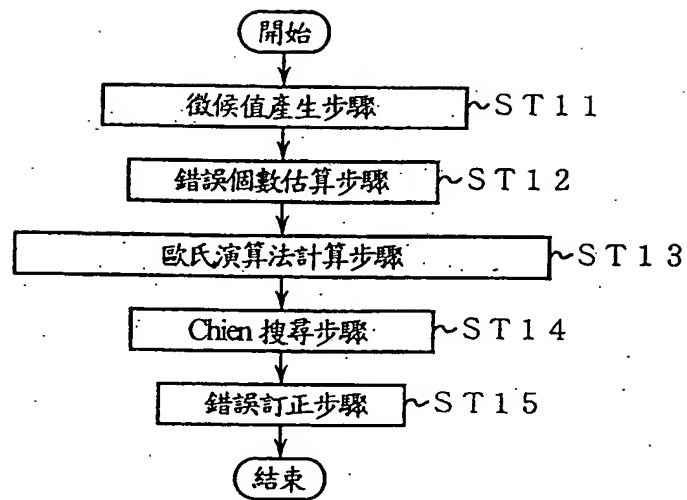 開始
徵候值產生步驟 ~ST11
錯誤個數估算步驟 ~ST12
歐氏演算法計算步驟 ~ST13
Chien 搜尋步驟 ~ST14
錯誤訂正步驟 ~ST15
結束